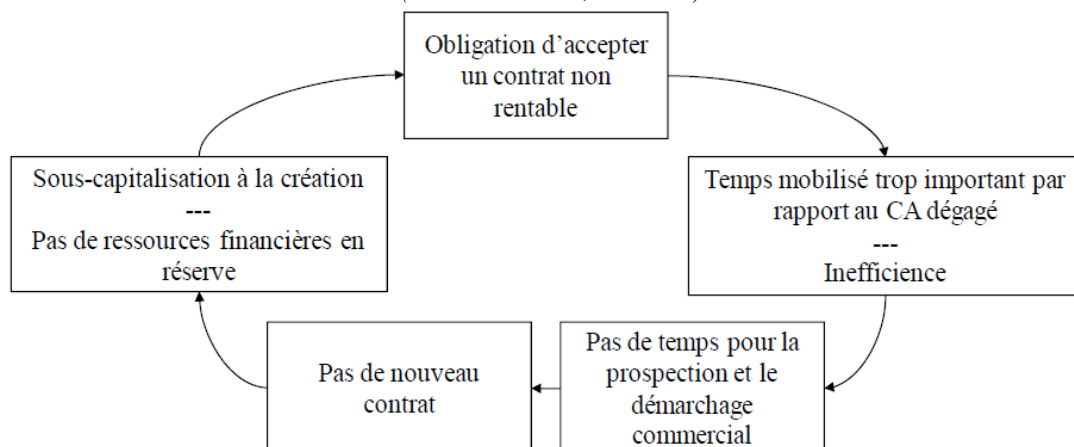 Obligation d’accepter
un contrat non
rentable
Sous-capitalisation à la création
---
Pas de ressources financières en
réserve
Temps mobilisé trop important par
rapport au CA dégagé
---
Inefficience
Pas de nouveau
contrat
Pas de temps pour la
prospection et le
démarchage
commercial